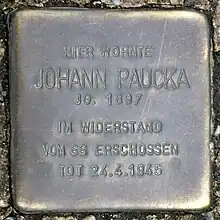 HIER WOHNTE
JOHANN PAUCKA
JG. 1897
IM WIDERSTAND
VON SS ERSCHOSSEN
TOT 24.4.1945